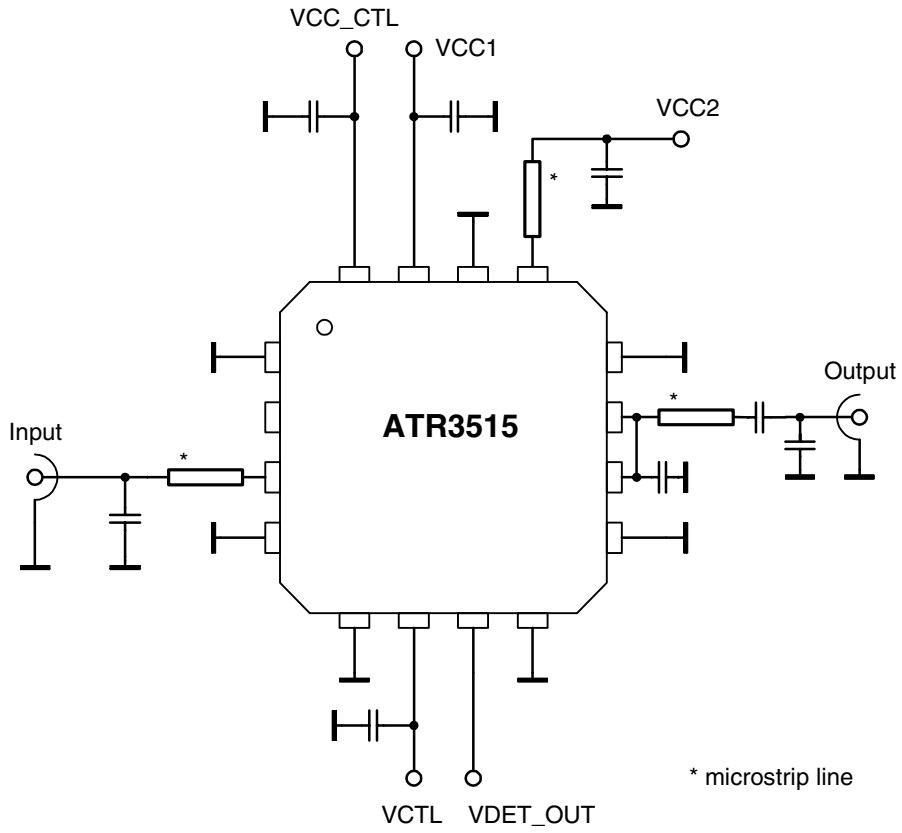 VCC_CTL
VCC1
VCC2
*
Output
ATR3515
*
Input
*
* microstrip line
VCTL
VDET_OUT